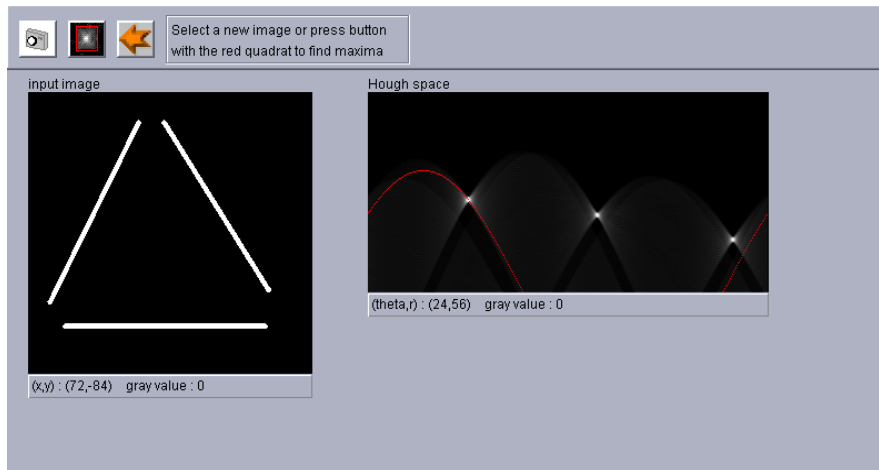 Select a new image or press button
with the red quadrat to find maxima
input image
Hough space
(theta,r) : (24,56) gray value : 0
(x,y) : (72,-84) gray value : 0